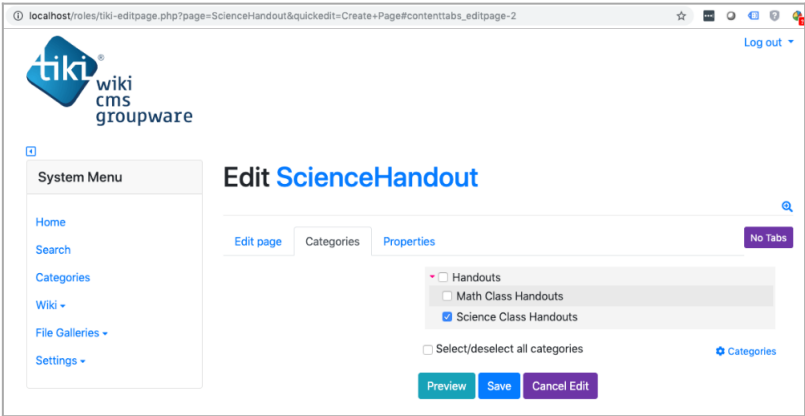 localhost/roles/tiki-editpage.php?page=ScienceHandout&quickedit=Create+Page#contenttabs_editpage-2
Log out
tiki®
wiki
cms
groupware
System Menu
Home
Search
Categories
Wiki
File Galleries
Settings
Edit ScienceHandout
Edit page Categories Properties No Tabs
Handouts
Math Class Handouts
Science Class Handouts
Select/deselect all categories Categories
Preview Save Cancel Edit